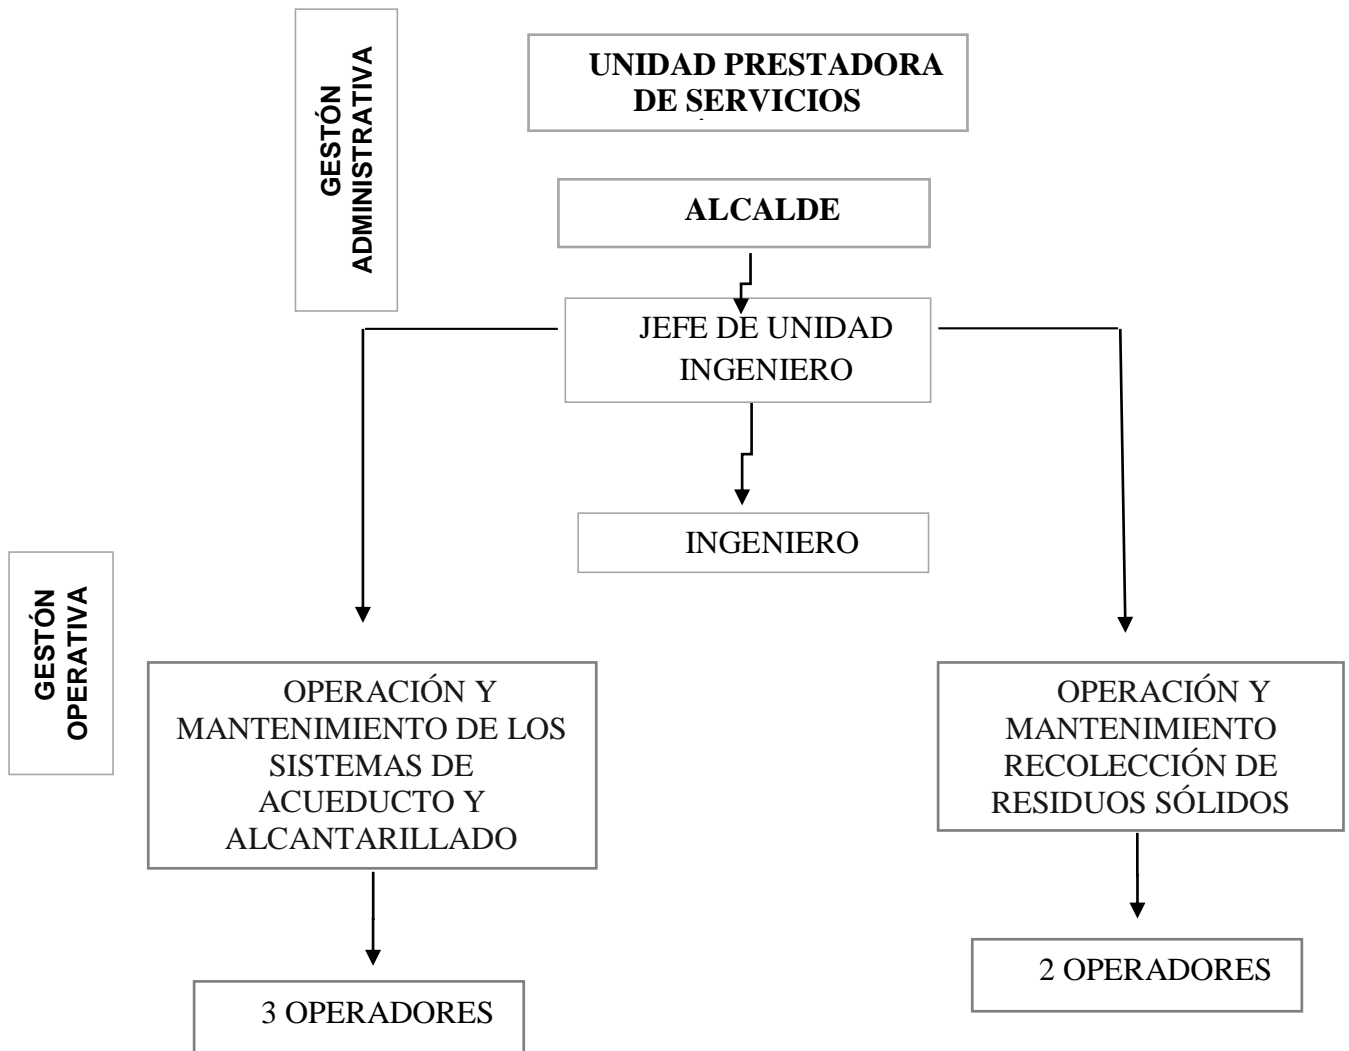 GESTÓN
ADMINISTRATIVA
UNIDAD PRESTADORA
DE SERVICIOS
ALCALDE
JEFE DE UNIDAD
INGENIERO
INGENIERO
GESTÓN
OPERATIVA
OPERACIÓN Y
MANTENIMIENTO DE LOS
SISTEMAS DE
ACUEDUCTO Y
ALCANTARILLADO
OPERACIÓN Y
MANTENIMIENTO
RECOLECCIÓN DE
RESIDUOS SÓLIDOS
3 OPERADORES
2 OPERADORES